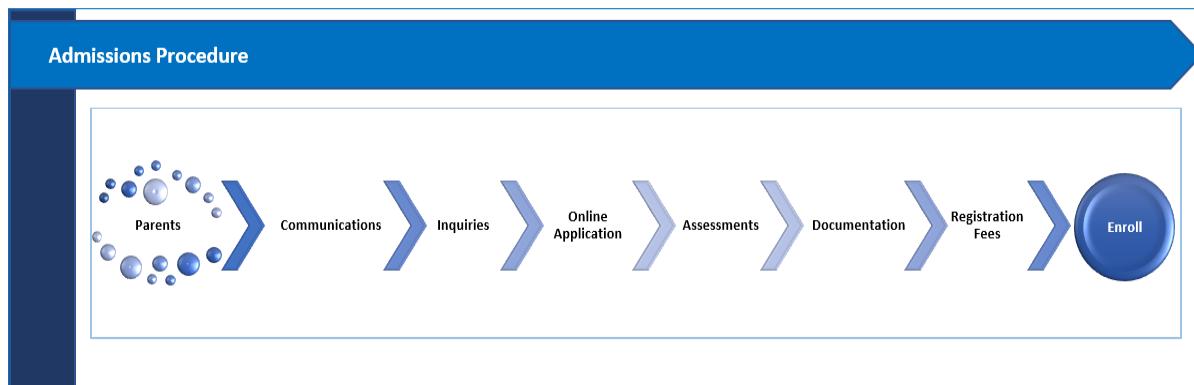 Admissions Procedure
Parents
Communications
Inquiries
Online
Application
Assessments
Documentation
Registration
Fees
Enroll